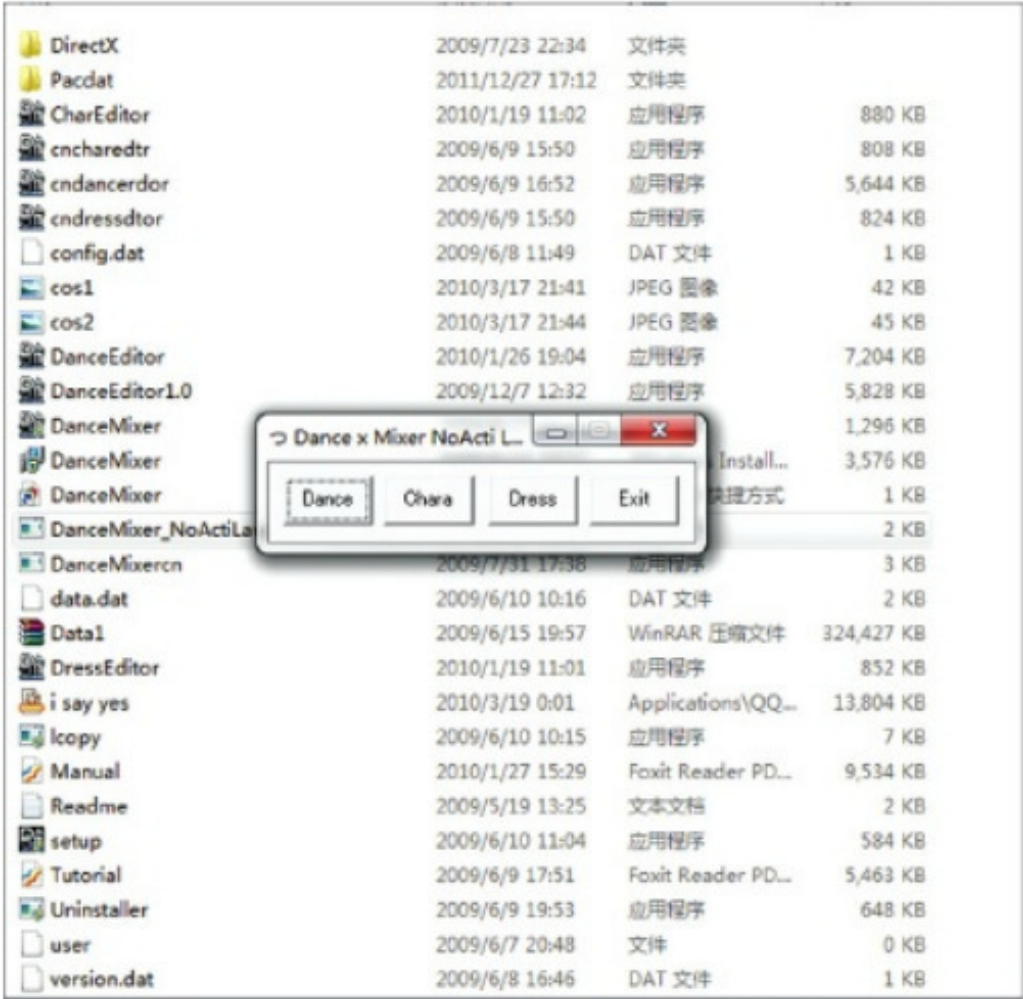 DirectX 2009/7/23 22:34 文件夹
Pacdat 2011/12/27 17:12 文件夹
CharEditor 2010/1/19 11:02 应用程序 880 KB
cncharedtr 2009/6/9 15:50 应用程序 808 KB
cndancerdor 2009/6/9 16:52 应用程序 5,644 KB
cndressdtor 2009/6/9 15:50 应用程序 824 KB
config.dat 2009/6/8 11:49 DAT 文件 1 KB
cos1 2010/3/17 21:41 JPEG 图像 42 KB
cos2 2010/3/17 21:44 JPEG 图像 45 KB
DanceEditor 2010/1/26 19:04 应用程序 7,204 KB
DanceEditor1.0 2009/12/7 12:32 应用程序 5,828 KB
DanceMixer 1,296 KB
つ Dance x Mixer NoActi L...
DanceMixer Install... 3,576 KB
DanceMixer 快捷方式 1 KB
Dance Chara Dress Exit
DanceMixer_NoActiLa 2 KB
DanceMixercn 2009/7/31 17:38 应用程序 3 KB
data.dat 2009/6/10 10:16 DAT 文件 2 KB
Data1 2009/6/15 19:57 WinRAR 压缩文件 324,427 KB
DressEditor 2010/1/19 11:01 应用程序 852 KB
i say yes 2010/3/19 0:01 Applications\QQ... 13,804 KB
lcopy 2009/6/10 10:15 应用程序 7 KB
Manual 2010/1/27 15:29 Foxit Reader PD... 9,534 KB
Readme 2009/5/19 13:25 文本文档 2 KB
setup 2009/6/10 11:04 应用程序 584 KB
Tutorial 2009/6/9 17:51 Foxit Reader PD... 5,463 KB
Uninstaller 2009/6/9 19:53 应用程序 648 KB
user 2009/6/7 20:48 文件 0 KB
version.dat 2009/6/8 16:46 DAT 文件 1 KB